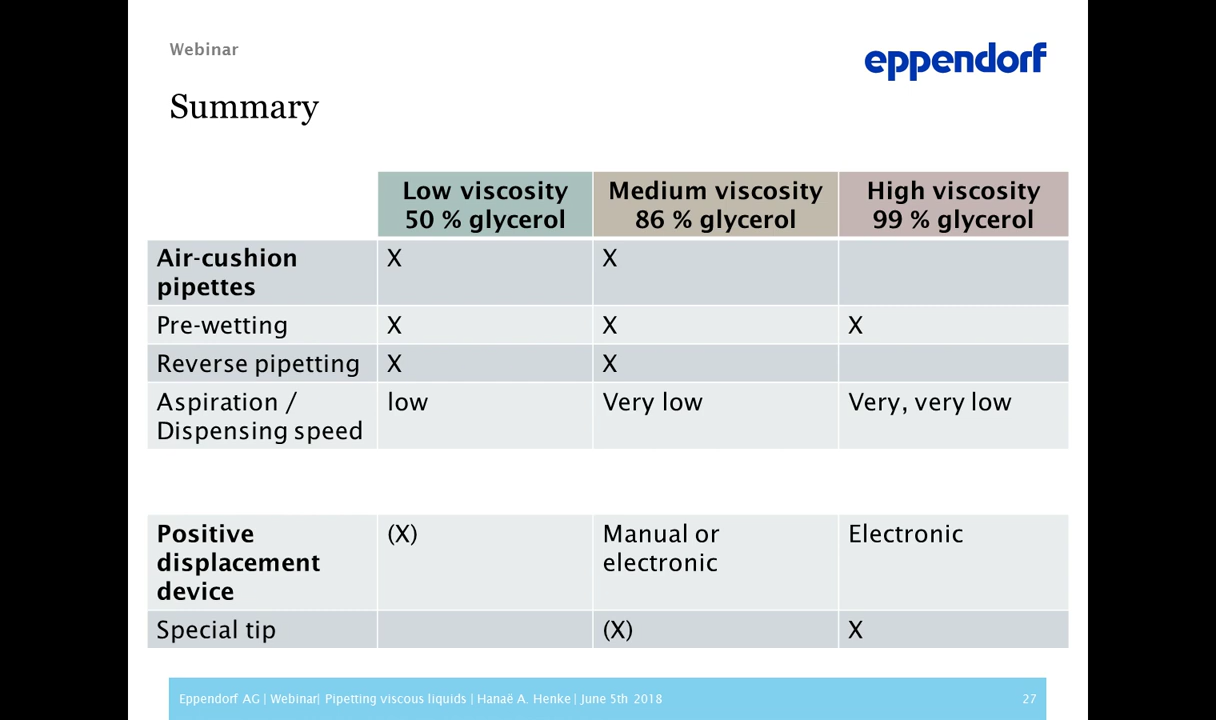 Webinar
eppendorf
Summary
Low viscosity Medium viscosity High viscosity
50 % glycerol 86 % glycerol 99 % glycerol
Air-cushion X X
pipettes
Pre-wetting X X X
Reverse pipetting X X
Aspiration / low Very low Very, very low
Dispensing speed
Positive (X) Manual or Electronic
displacement electronic
device
Special tip (X) X
Eppendorf AG | Webinar| Pipetting viscous liquids | Hanaë A. Henke | June 5th 2018 27